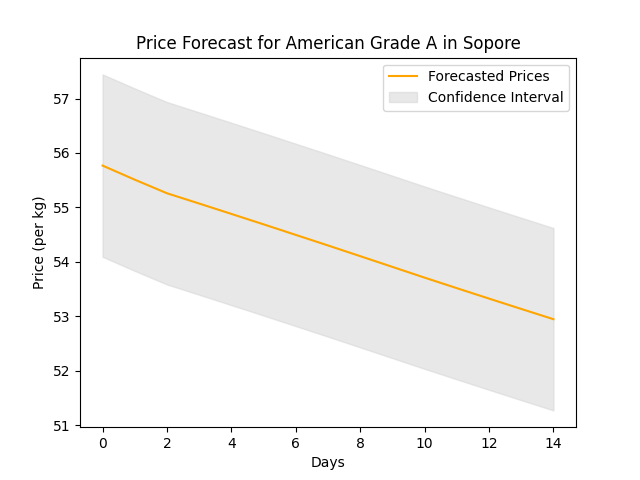 Price Forecast for American Grade A in Sopore
Forecasted Prices
Confidence Interval
Price (per kg)
57
56
55
54
53
52
51
0 2 4 6 8 10 12 14
Days